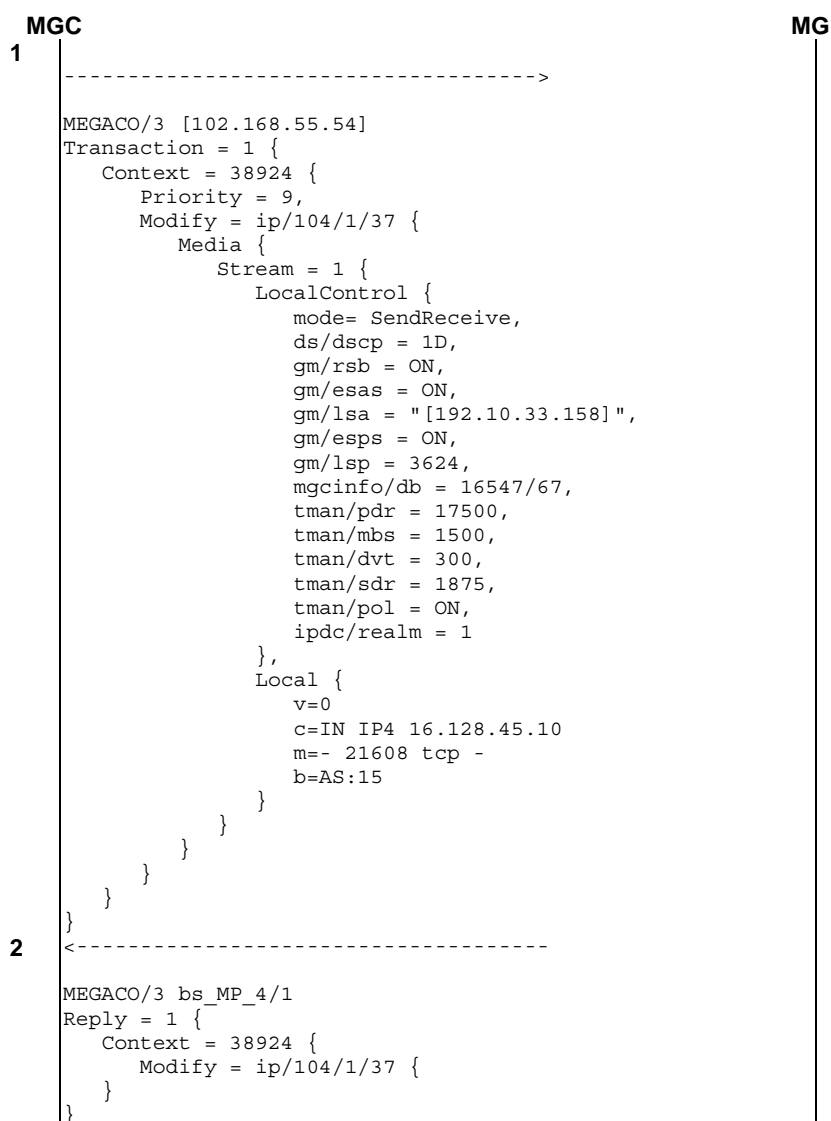 MGC MG
1
------------------------------------->
MEGACO/3 [102.168.55.54]
Transaction = 1 {
   Context = 38924 {
      Priority = 9,
      Modify = ip/104/1/37 {
         Media {
            Stream = 1 {
               LocalControl {
                  mode= SendReceive,
                  ds/dscp = 1D,
                  gm/rsb = ON,
                  gm/esas = ON,
                  gm/lsa = "[192.10.33.158]",
                  gm/esps = ON,
                  gm/lsp = 3624,
                  mgcinfo/db = 16547/67,
                  tman/pdr = 17500,
                  tman/mbs = 1500,
                  tman/dvt = 300,
                  tman/sdr = 1875,
                  tman/pol = ON,
                  ipdc/realm = 1
               },
               Local {
                  v=0
                  c=IN IP4 16.128.45.10
                  m=- 21608 tcp -
                  b=AS:15
               }
            }
         }
      }
   }
}
2 <-------------------------------------
MEGACO/3 bs_MP_4/1
Reply = 1 {
   Context = 38924 {
      Modify = ip/104/1/37 {
   }
}